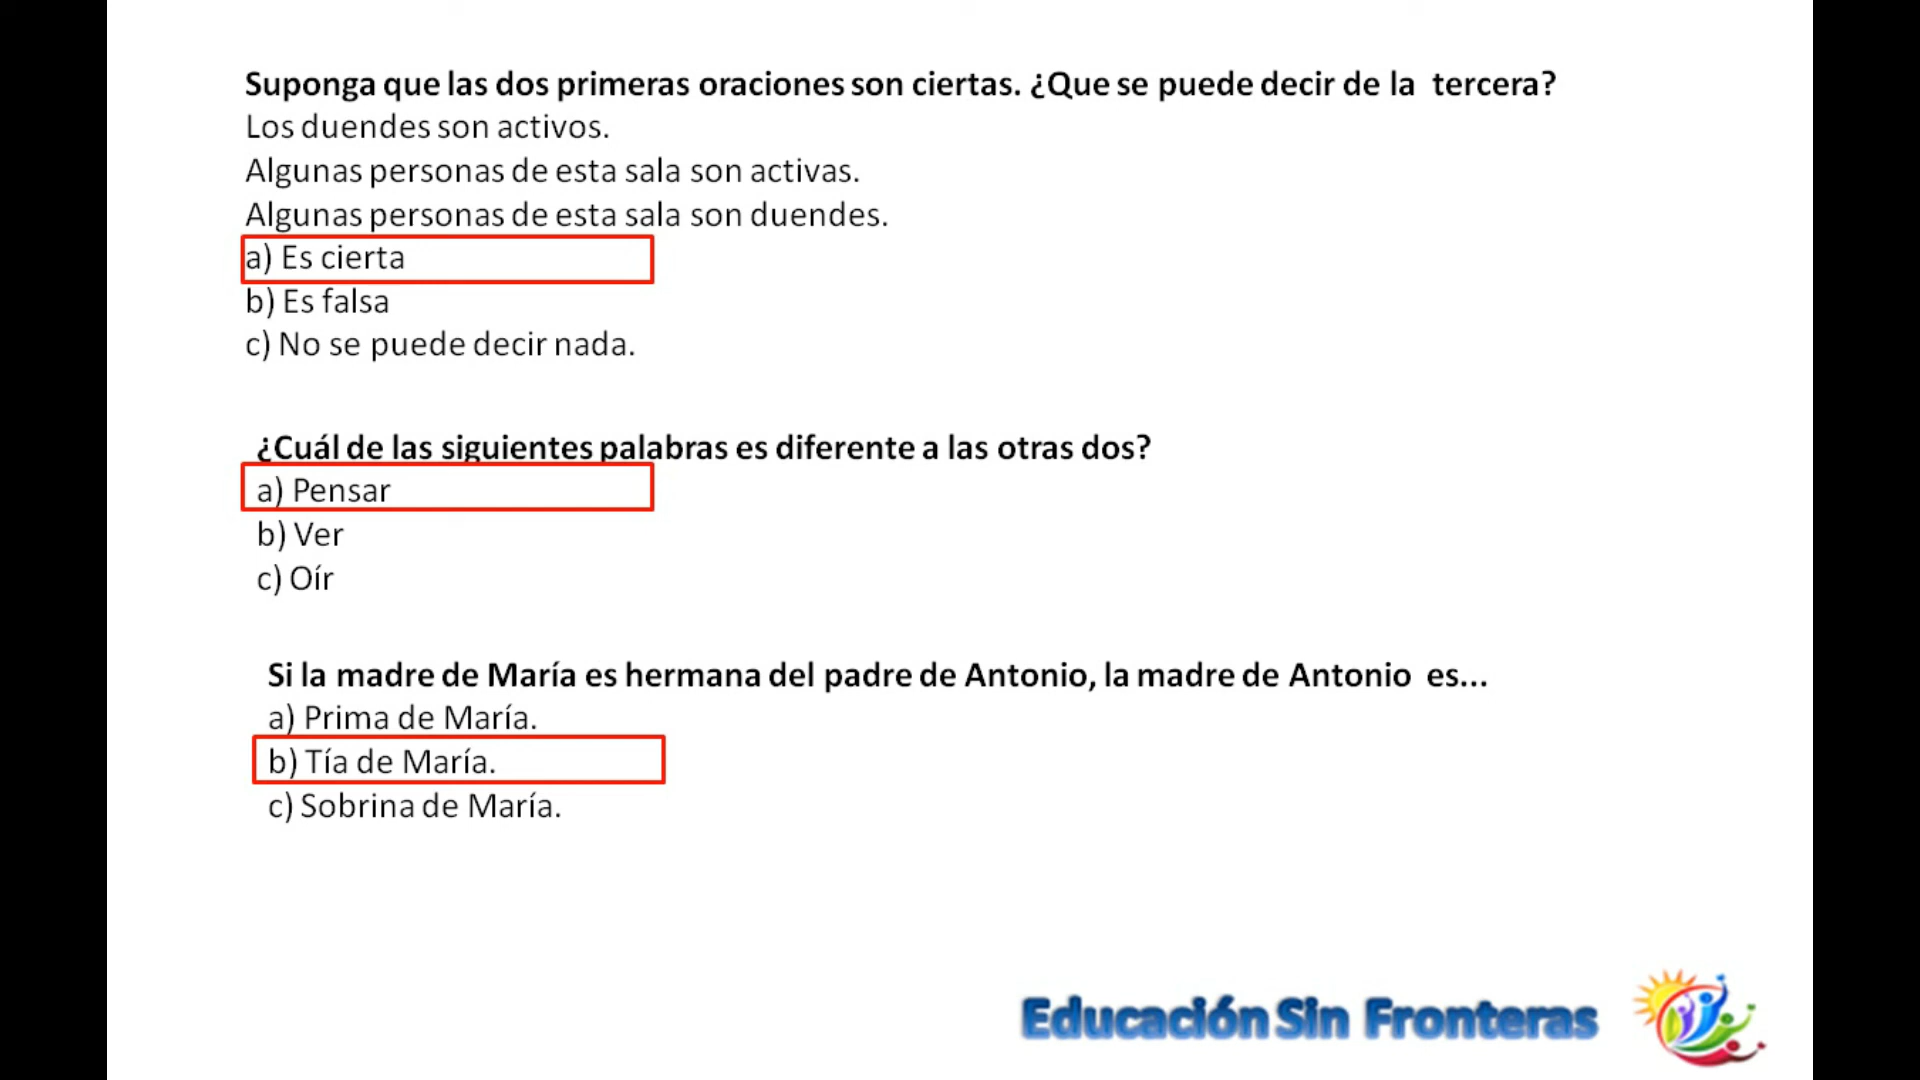 Suponga que las dos primeras oraciones son ciertas. ¿Que se puede decir de la tercera?
Los duendes son activos.
Algunas personas de esta sala son activas.
Algunas personas de esta sala son duendes.
a) Es cierta
b) Es falsa
c) No se puede decir nada.
¿Cuál de las siguientes palabras es diferente a las otras dos?
a) Pensar
b) Ver
c) Oír
Si la madre de María es hermana del padre de Antonio, la madre de Antonio es...
a) Prima de María.
b) Tía de María.
c) Sobrina de María.
Educación Sin Fronteras